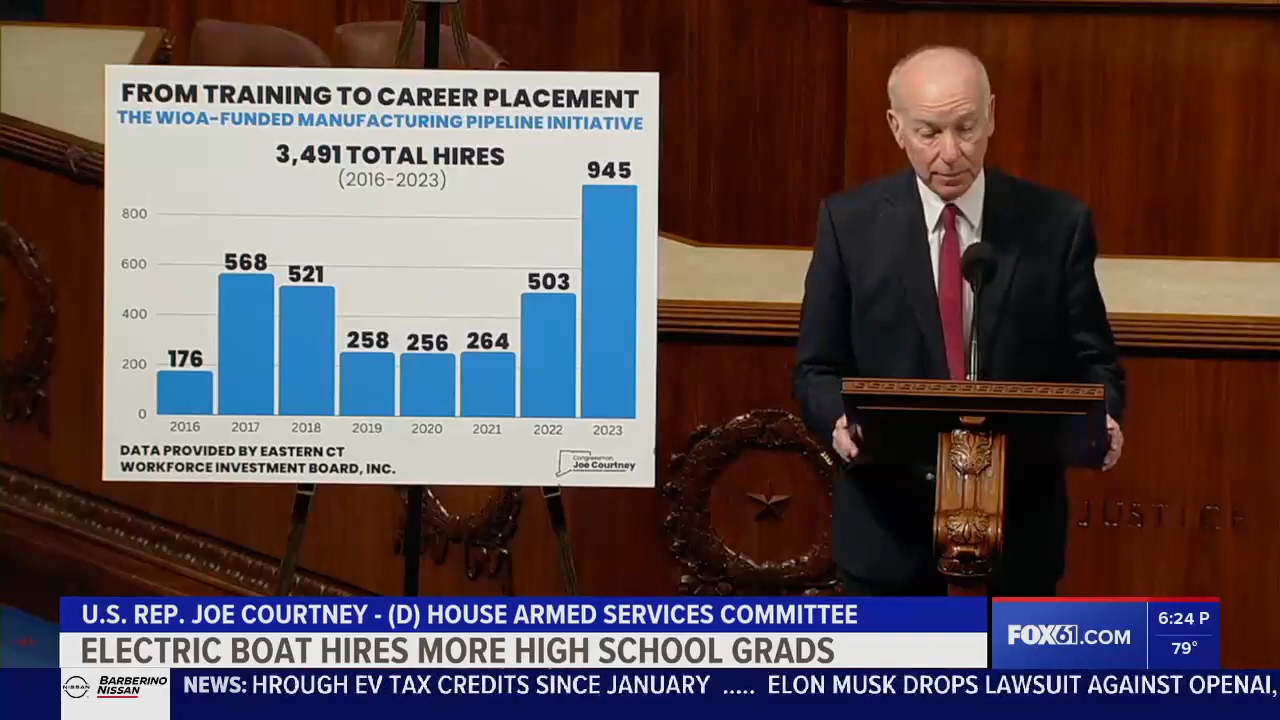 FROM TRAINING TO CAREER PLACEMENT
THE WIOA-FUNDED MANUFACTURING PIPELINE INITIATIVE
3,491 TOTAL HIRES
(2016-2023)
945
800
600
568
521
503
400
258
256
264
176
200
0
2016
2017
2018
2019
2020
2021
2022
2023
DATA PROVIDED BY EASTERN CT
WORKFORCE INVESTMENT BOARD, INC.
Congressman
Joe Courtney
JUSTICE
U.S. REP. JOE COURTNEY - (D) HOUSE ARMED SERVICES COMMITTEE
ELECTRIC BOAT HIRES MORE HIGH SCHOOL GRADS
FOX61.COM
6:24 P
79°
NISSAN
BARBERINO
NISSAN
NEWS: HROUGH EV TAX CREDITS SINCE JANUARY ..... ELON MUSK DROPS LAWSUIT AGAINST OPENAI,